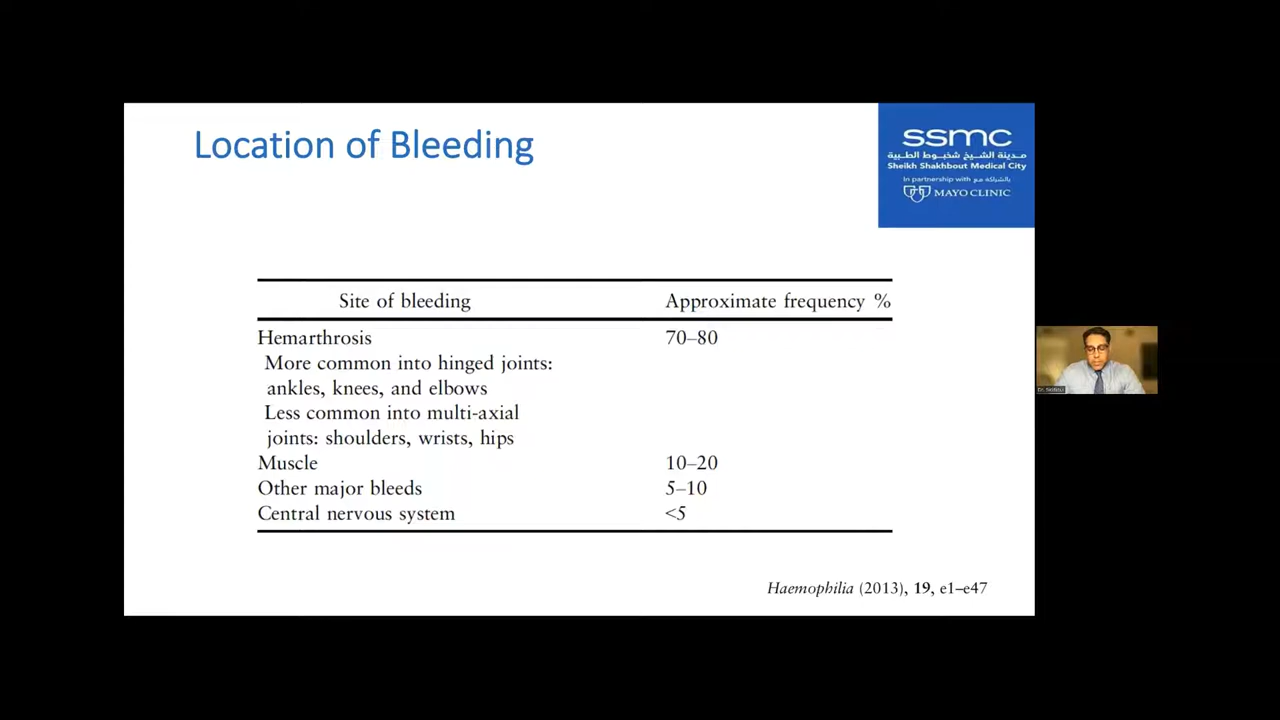 Location of Bleeding
ssmc
مدينة الشيخ شخبوط الطبية
Sheikh Shakhbout Medical City
In partnership with بالشراكة مع
MAYO CLINIC
Site of bleeding Approximate frequency %
Hemarthrosis 70–80
More common into hinged joints:
ankles, knees, and elbows
Less common into multi-axial
joints: shoulders, wrists, hips
Muscle 10–20
Other major bleeds 5–10
Central nervous system <5
Haemophilia (2013), 19, e1–e47